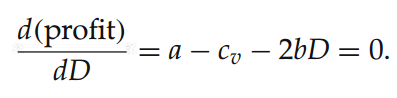 d(profit)/dD = a − c_v − 2bD = 0.